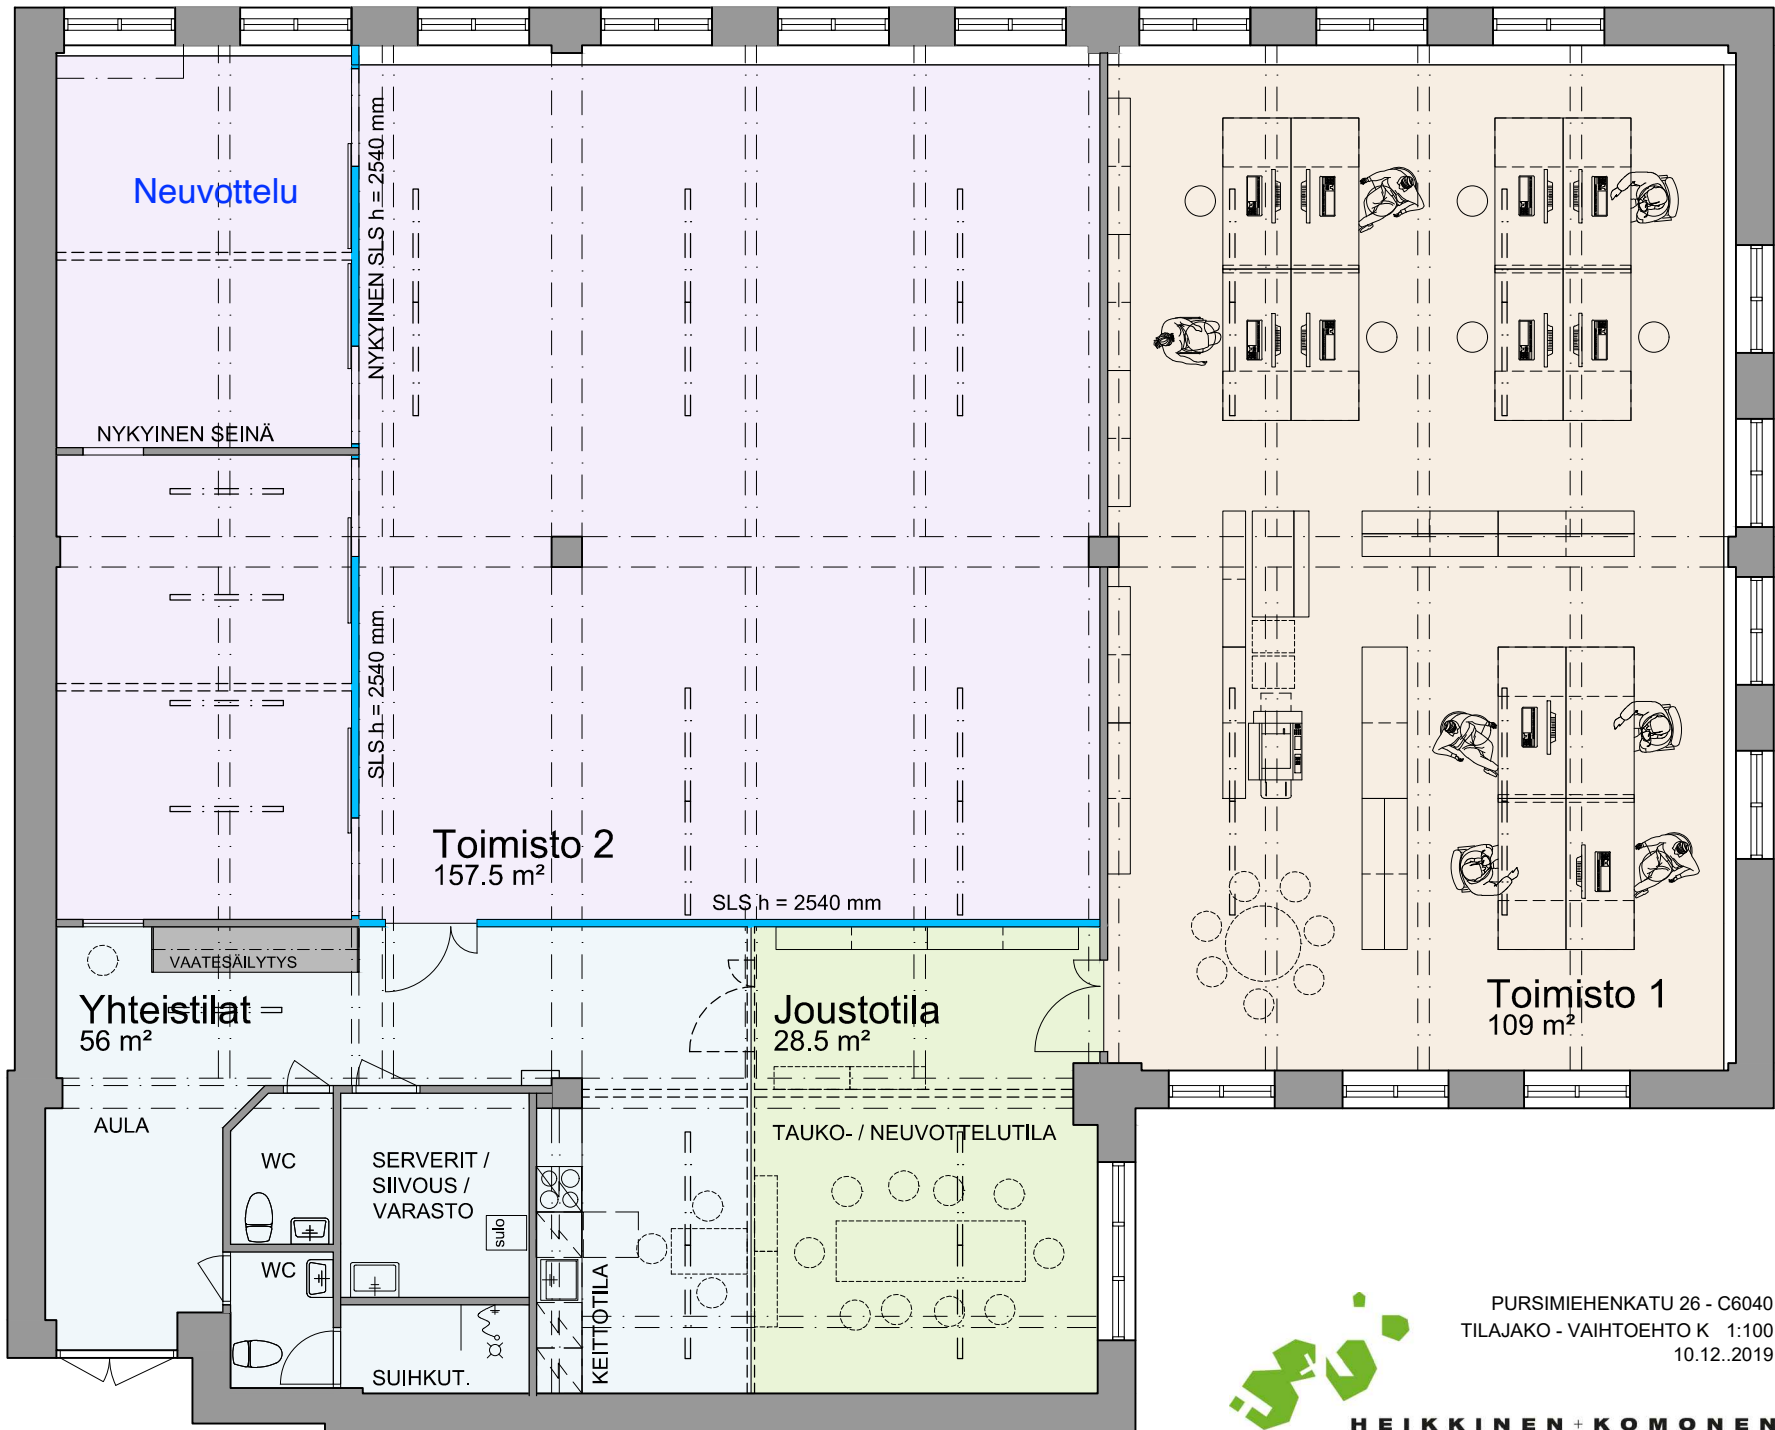 Neuvottelu
NYKYINEN SLS h = 2540 mm
NYKYINEN SEINÄ
SLS h = 2540 mm
Toimisto 2
157.5 m²
SLS h = 2540 mm
VAATESÄILYTYS
Yhteistilat
56 m²
Joustotila
28.5 m²
Toimisto 1
109 m²
AULA
WC
SERVERIT /
SIIVOUS /
VARASTO
sulo
TAUKO- / NEUVOTTELUTILA
WC
KEITTOTILA
SUIHKUT.
PURSIMIEHENKATU 26 - C6040
TILAJAKO - VAIHTOEHTO K 1:100
10.12..2019
HEIKKINEN + KOMONEN